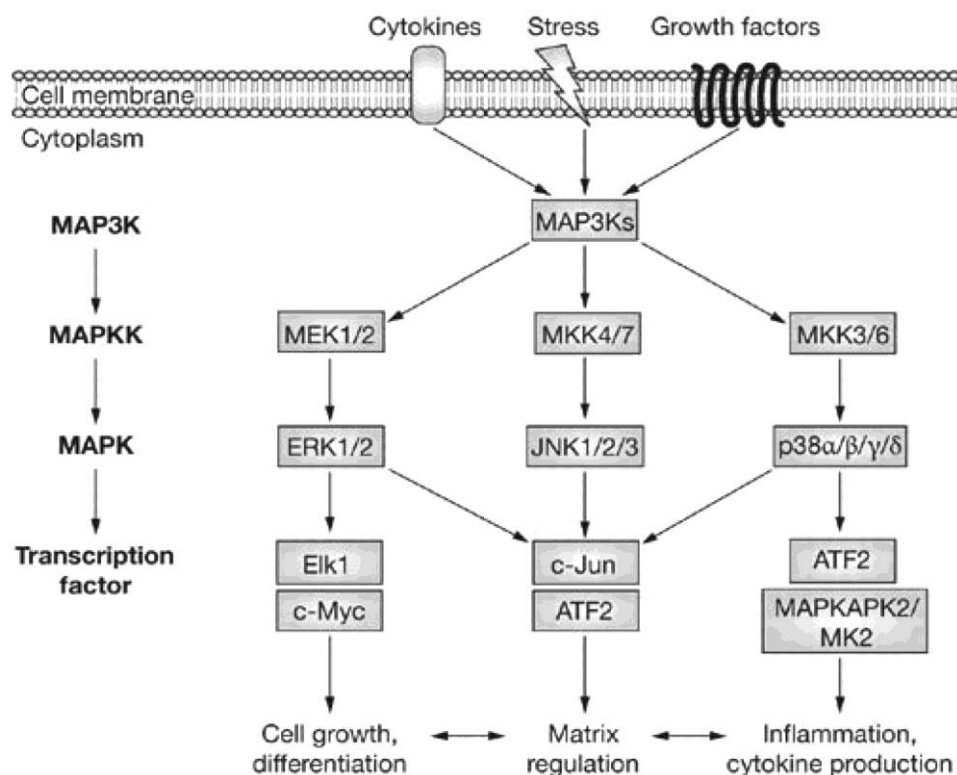 Cytokines Stress Growth factors
Cell membrane
Cytoplasm
MAP3K MAP3Ks
MAPKK MEK1/2 MKK4/7 MKK3/6
MAPK ERK1/2 JNK1/2/3 p38α/β/γ/δ
Transcription
factor
Elk1 c-Jun ATF2
c-Myc ATF2 MAPKAPK2/
MK2
Cell growth, Matrix Inflammation,
differentiation regulation cytokine production